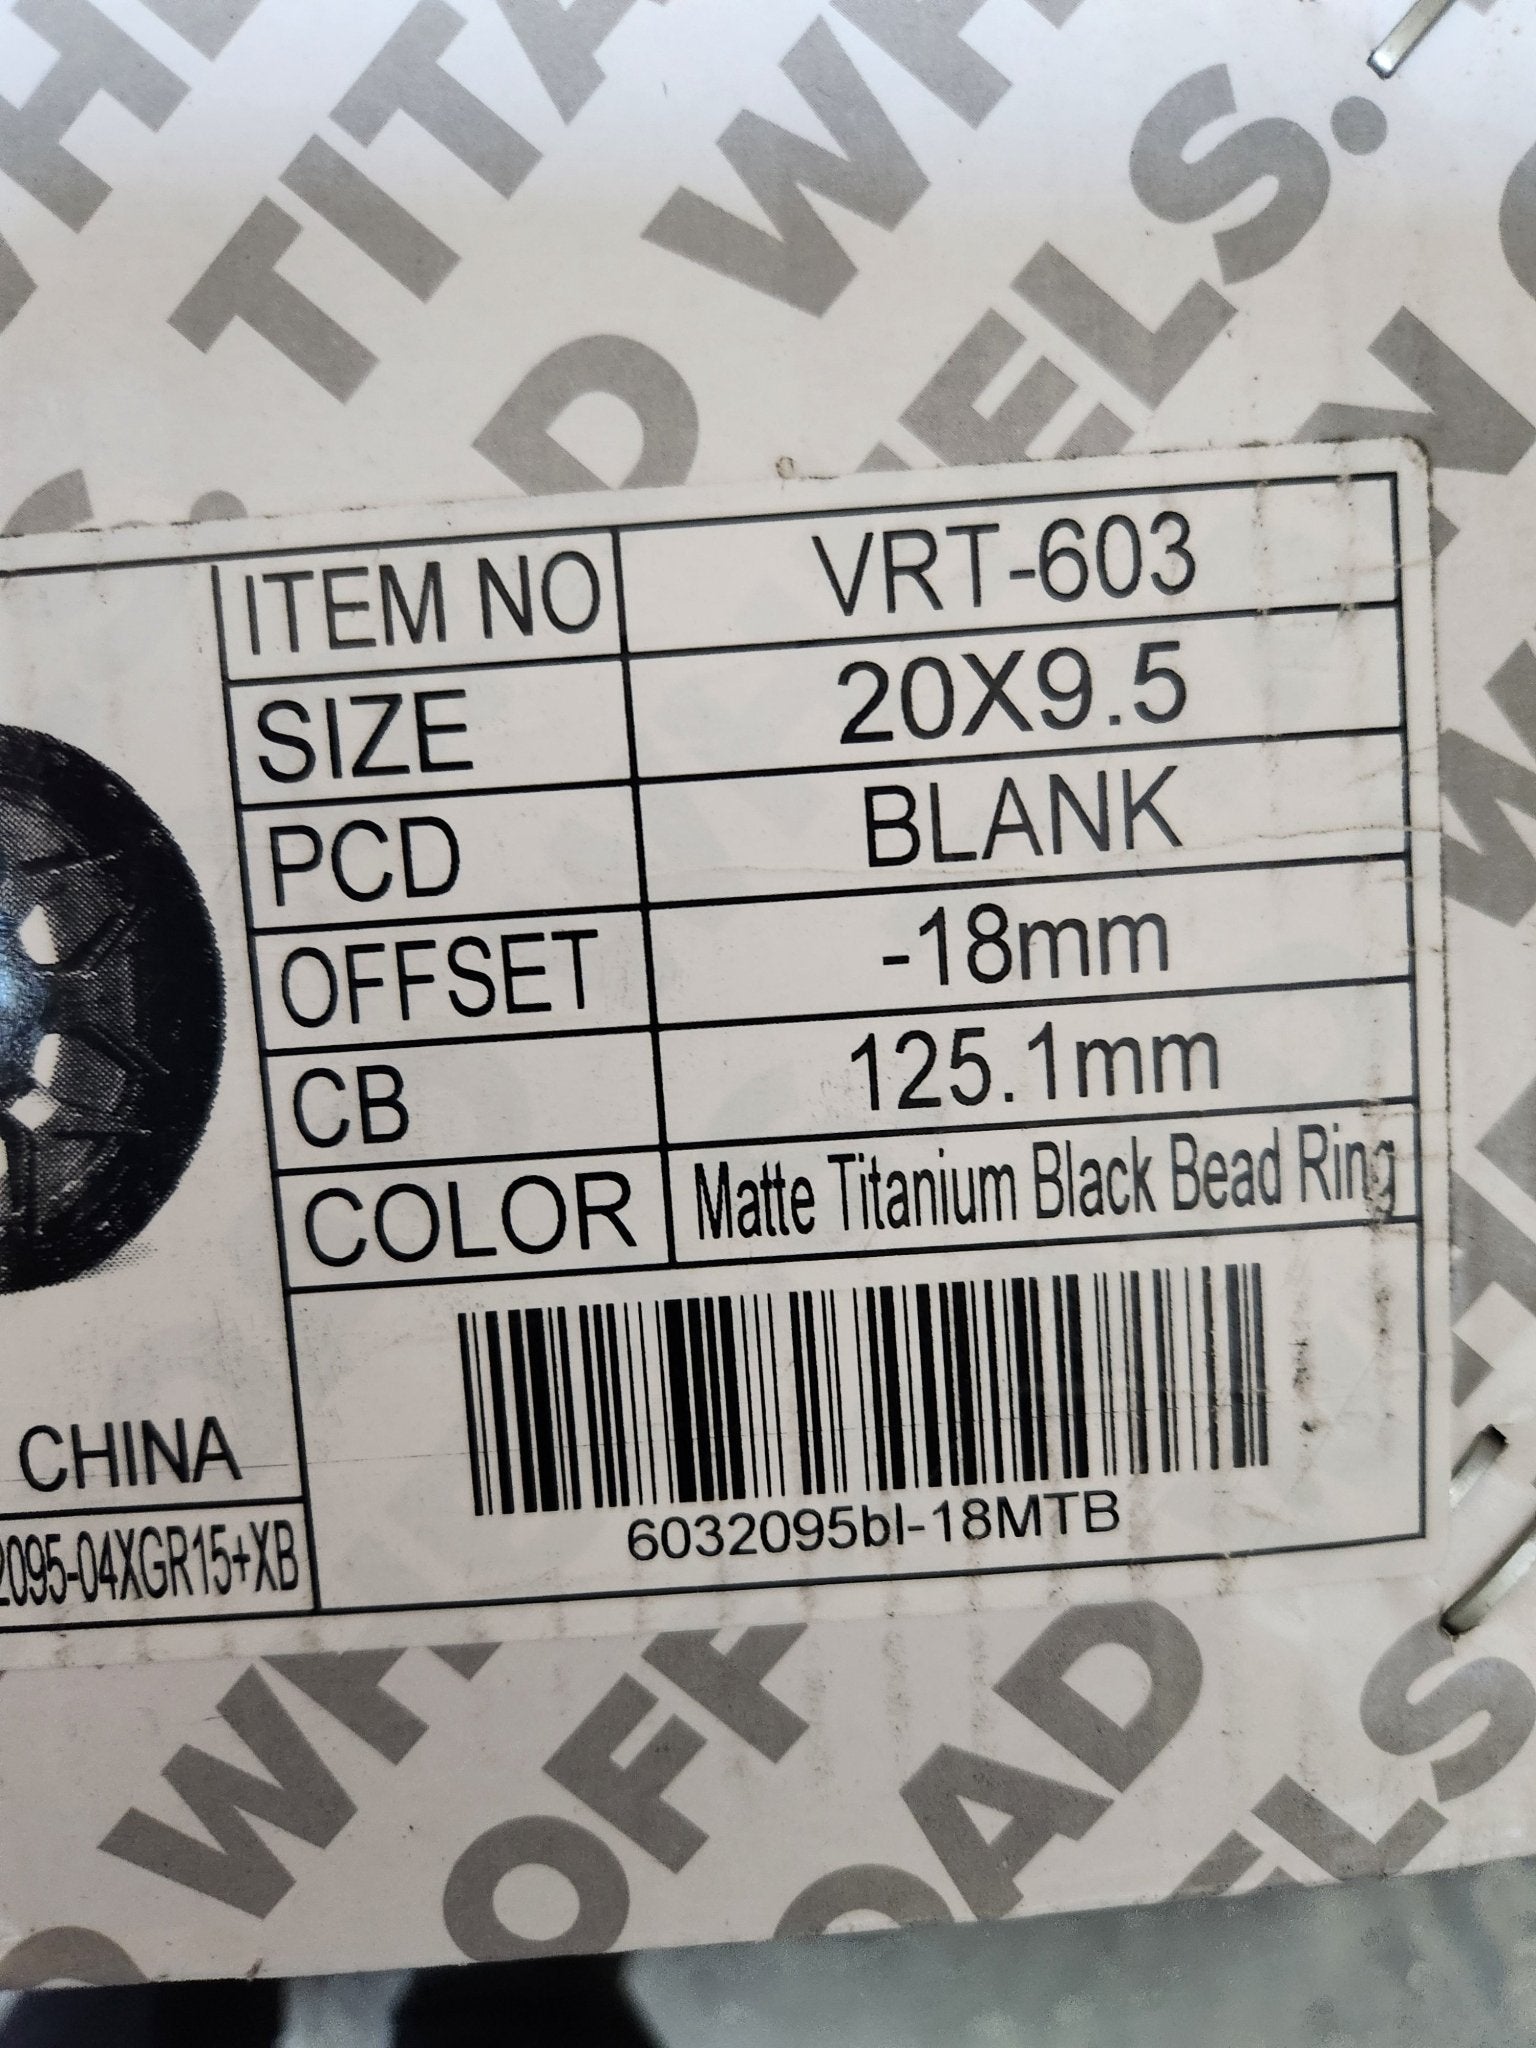 ITEM NO VRT-603
SIZE 20X9.5
PCD BLANK
OFFSET -18mm
CB 125.1mm
COLOR Matte Titanium Black Bead Ring
CHINA
2095-04XGR15+XB
6032095bl-18MTB